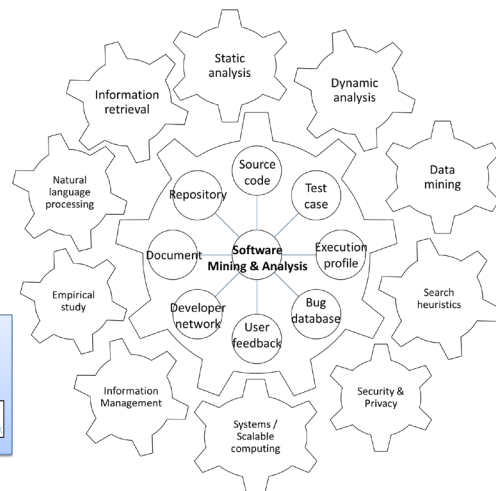 Static
analysis
Dynamic
analysis
Information
retrieval
Data
mining
Natural
language
processing
Source
code
Test
case
Repository
Execution
profile
Document
Software
Mining & Analysis
Developer
network
Bug
database
User
feedback
Search
heuristics
Empirical
study
Information
Management
Security &
Privacy
Systems /
Scalable
computing